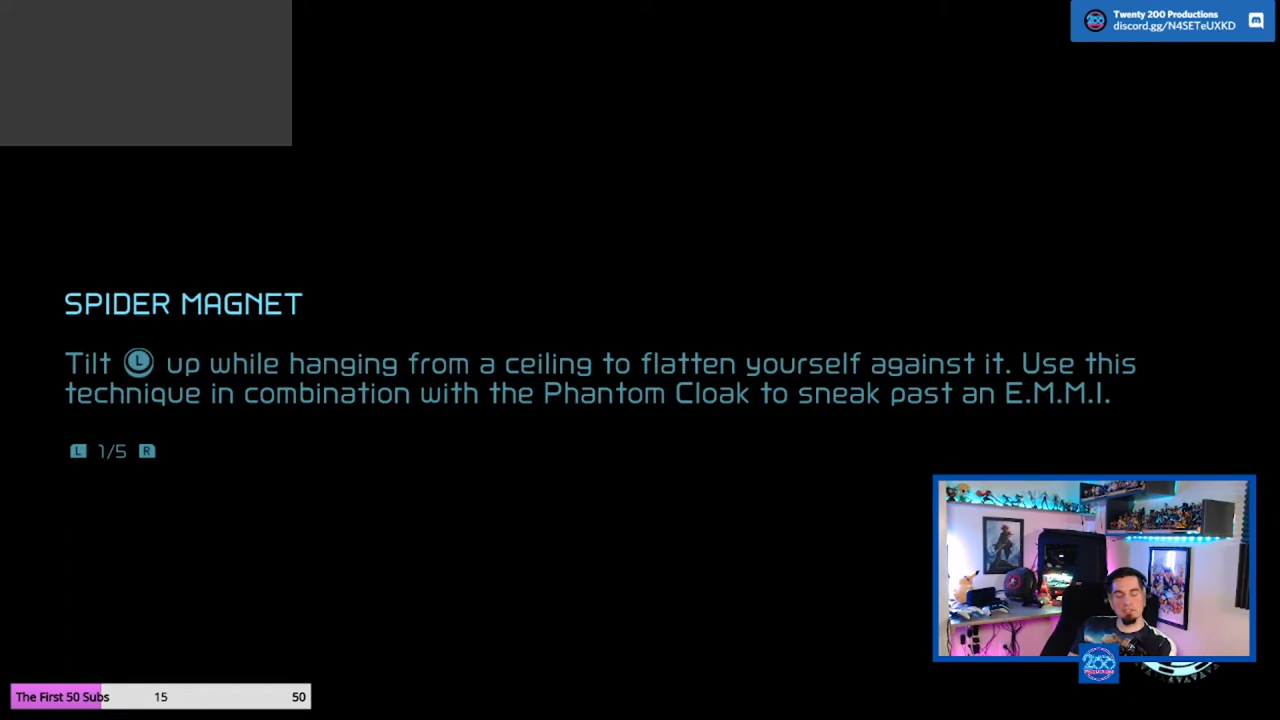 Twenty 200 Productions
discord.gg/N4SETeUXKD
SPIDER MAGNET
Tilt L up while hanging from a ceiling to flatten yourself against it. Use this
technique in combination with the Phantom Cloak to sneak past an E.M.M.I.
L 1/5 R
200
PRODUCTIONS
The First 50 Subs 15 50